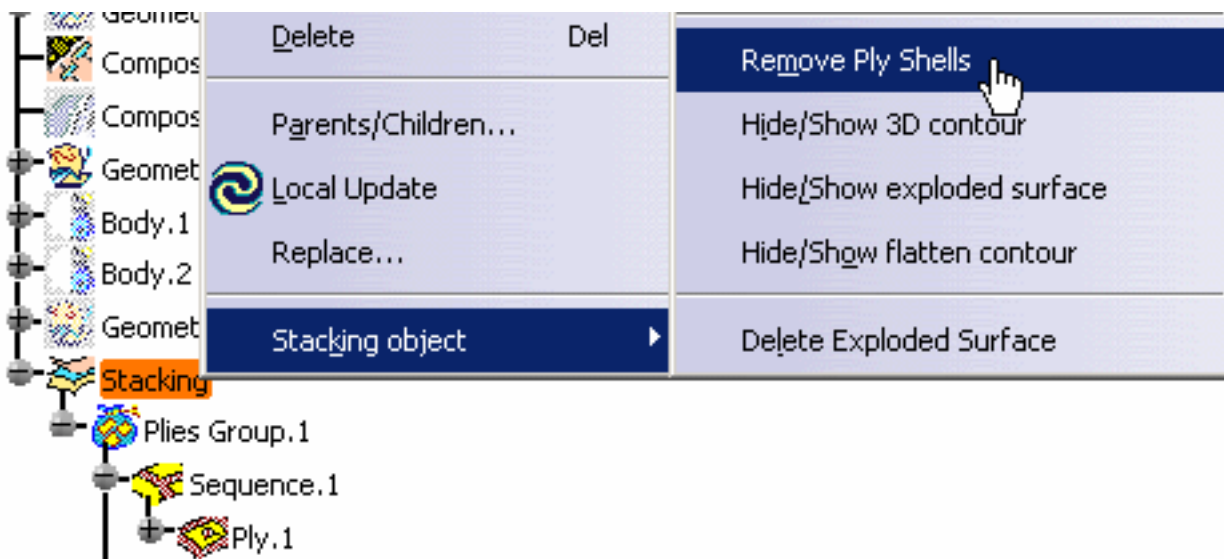 Delete Del
Remove Ply Shells
Compos
Compos
Parents/Children...
Hide/Show 3D contour
Geomet
Local Update
Hide/Show exploded surface
Body.1
Replace...
Hide/Show flatten contour
Body.2
Geomet
Stacking object
Delete Exploded Surface
Stacking
Plies Group.1
Sequence.1
Ply.1